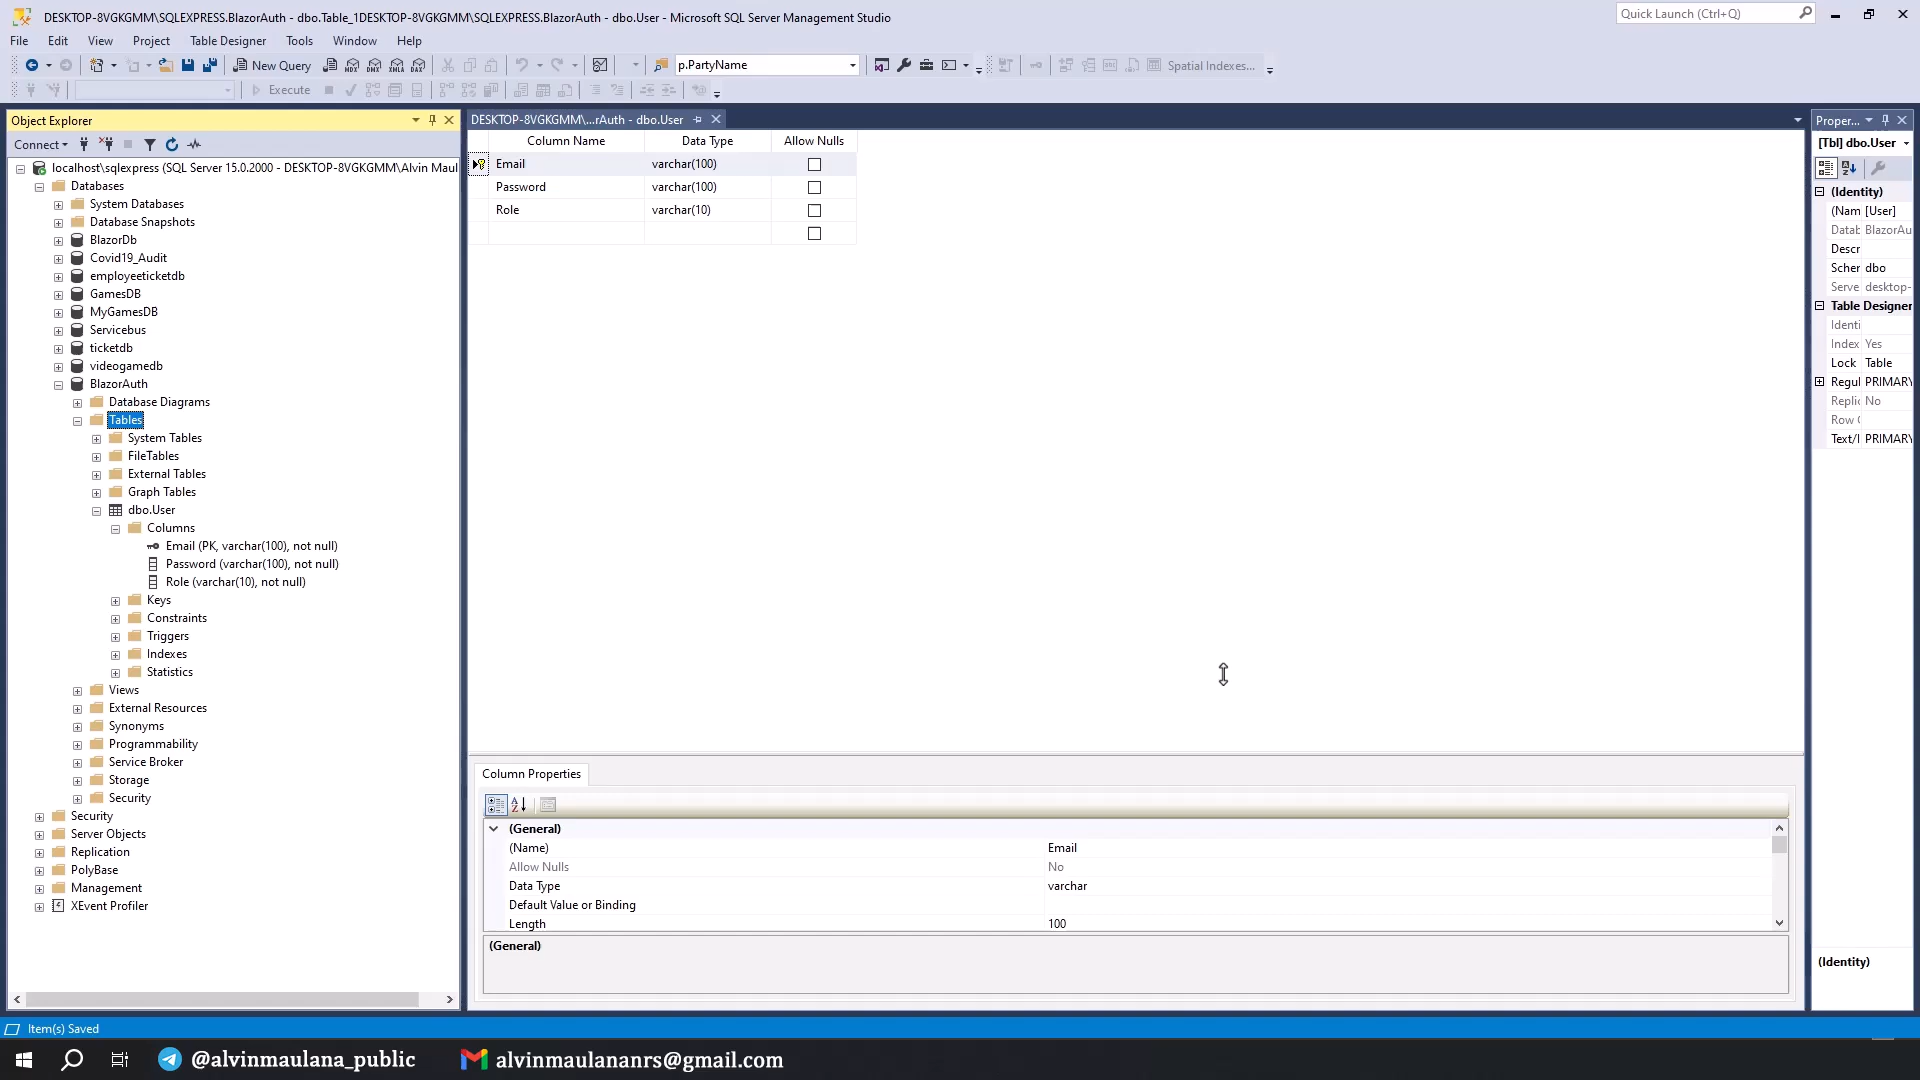 DESKTOP-8VGKGMM\SQLEXPRESS.BlazorAuth - dbo.Table_1DESKTOP-8VGKGMM\SQLEXPRESS.BlazorAuth - dbo.User - Microsoft SQL Server Management Studio
Quick Launch (Ctrl+Q)
File Edit View Project Table Designer Tools Window Help
New Query MDX DMX XMLA DAX p.PartyName Spatial Indexes...
Execute
Object Explorer
Connect
localhost\sqlexpress (SQL Server 15.0.2000 - DESKTOP-8VGKGMM\Alvin Maul
Databases
System Databases
Database Snapshots
BlazorDb
Covid19_Audit
employeeticketdb
GamesDB
MyGamesDB
Servicebus
ticketdb
videogamedb
BlazorAuth
Database Diagrams
Tables
System Tables
FileTables
External Tables
Graph Tables
dbo.User
Columns
Email (PK, varchar(100), not null)
Password (varchar(100), not null)
Role (varchar(10), not null)
Keys
Constraints
Triggers
Indexes
Statistics
Views
External Resources
Synonyms
Programmability
Service Broker
Storage
Security
Security
Server Objects
Replication
PolyBase
Management
XEvent Profiler
DESKTOP-8VGKGMM\...rAuth - dbo.User
Column Name Data Type Allow Nulls
Email varchar(100)
Password varchar(100)
Role varchar(10)
Column Properties
(General)
(Name) Email
Allow Nulls No
Data Type varchar
Default Value or Binding
Length 100
(General)
Proper...
[Tbl] dbo.User
(Identity)
(Nam [User]
Datab BlazorAu
Descr
Scher dbo
Serve desktop-
Table Designer
Identi
Index Yes
Lock Table
Regul PRIMARY
Replic No
Row (
Text/I PRIMARY
(Identity)
Item(s) Saved
@alvinmaulana_public alvinmaulananrs@gmail.com